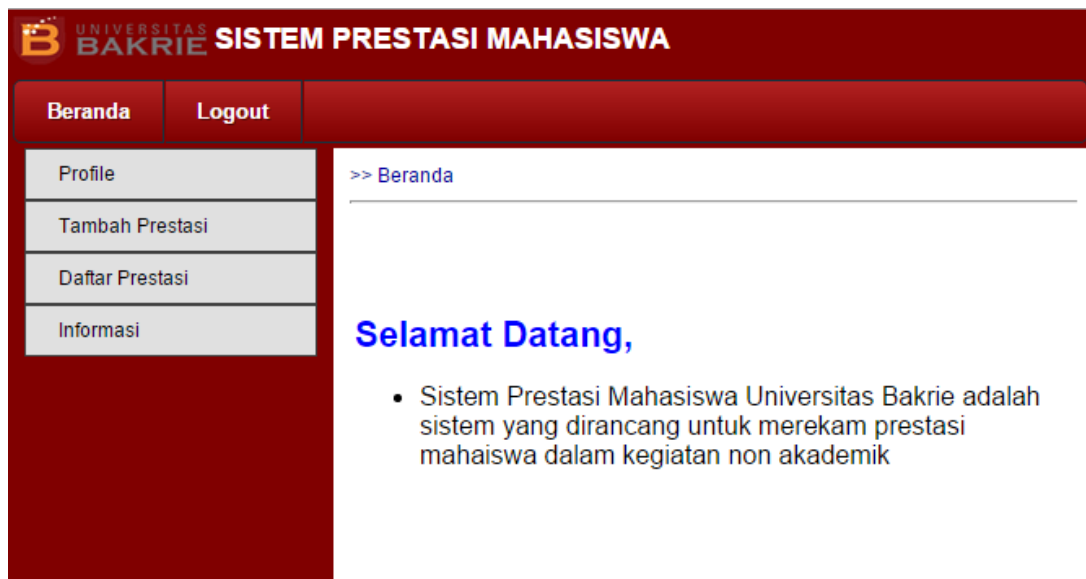 UNIVERSITAS
BAKRIE SISTEM PRESTASI MAHASISWA
Beranda Logout
Profile
Tambah Prestasi
Daftar Prestasi
Informasi
>> Beranda
Selamat Datang,
• Sistem Prestasi Mahasiswa Universitas Bakrie adalah
sistem yang dirancang untuk merekam prestasi
mahaiswa dalam kegiatan non akademik